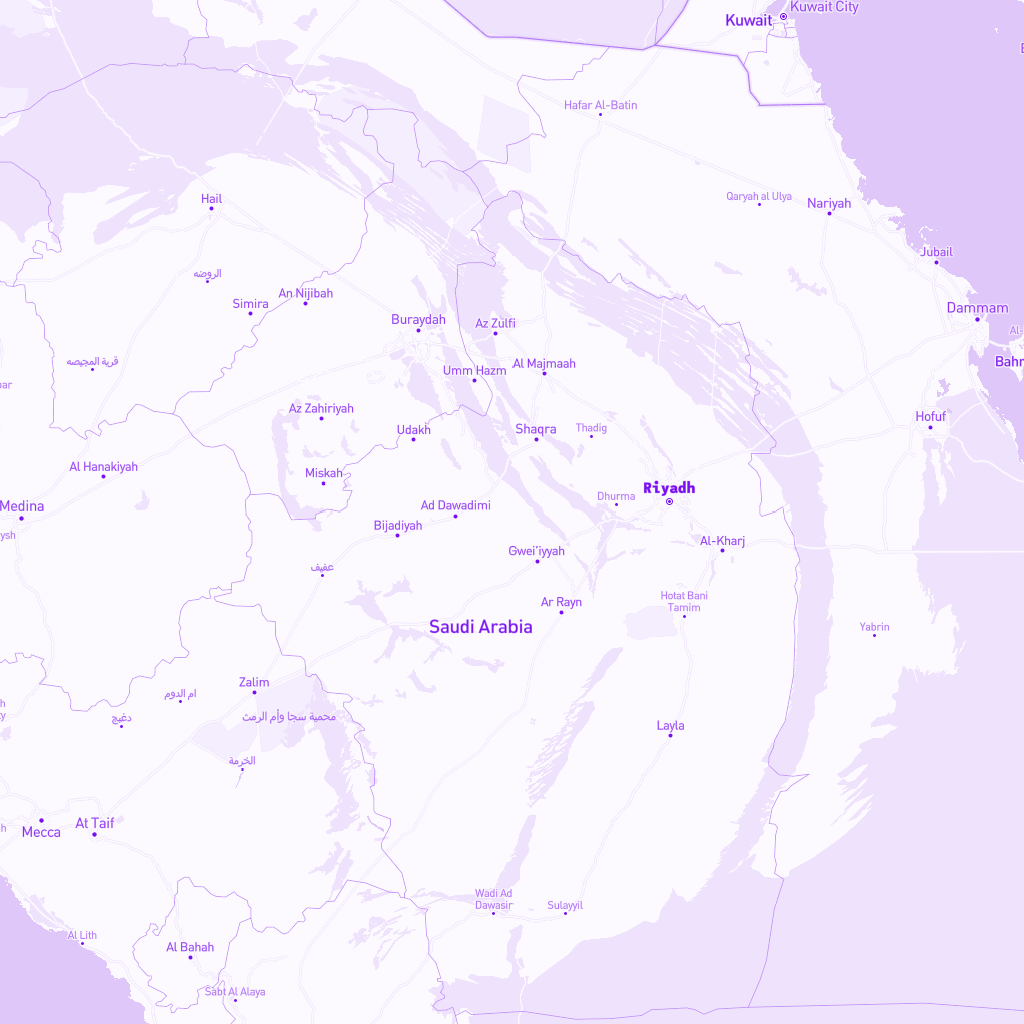 Kuwait City
Kuwait
Hafar Al-Batin
Qaryah al Ulya
Nariyah
Hail
Jubail
الروضه
An Nijibah
Simira
Dammam
Buraydah
Az Zulfi
Al-
قرية المجيصه
Bahr
Al Majmaah
Umm Hazm
bar
Az Zahiriyah
Hofuf
Udakh
Shaqra
Thadig
Al Hanakiyah
Miskah
Riyadh
Dhurma
Medina
Ad Dawadimi
Bijadiyah
ysh
Al-Kharj
Gwei'iyyah
عفيف
Hotat Bani
Tamim
Ar Rayn
Saudi Arabia
Yabrin
Zalim
ام الدوم
h
ty
دغيج
محمية سجا وأم الرمث
Layla
الخرمة
At Taif
h
Mecca
Wadi Ad
Dawasir
Sulayyil
Al Lith
Al Bahah
Sabt Al Alaya